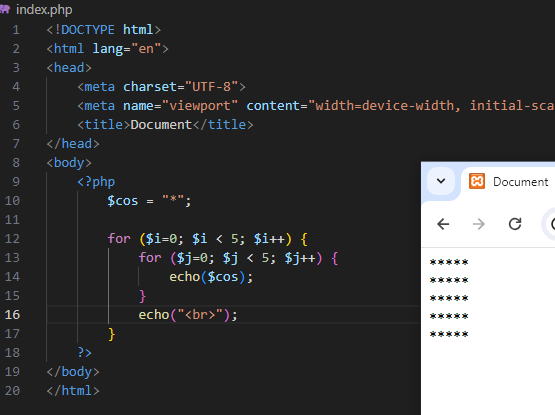 index.php
1 <!DOCTYPE html>
2 <html lang="en">
3 <head>
4     <meta charset="UTF-8">
5     <meta name="viewport" content="width=device-width, initial-sca
6     <title>Document</title>
7 </head>
8 <body>
9     <?php
10         $cos = "*";
11
12         for ($i=0; $i < 5; $i++) {
13             for ($j=0; $j < 5; $j++) {
14                 echo($cos);
15             }
16             echo("<br>");
17         }
18     ?>
19 </body>
20 </html>
Document
*****
*****
*****
*****
*****